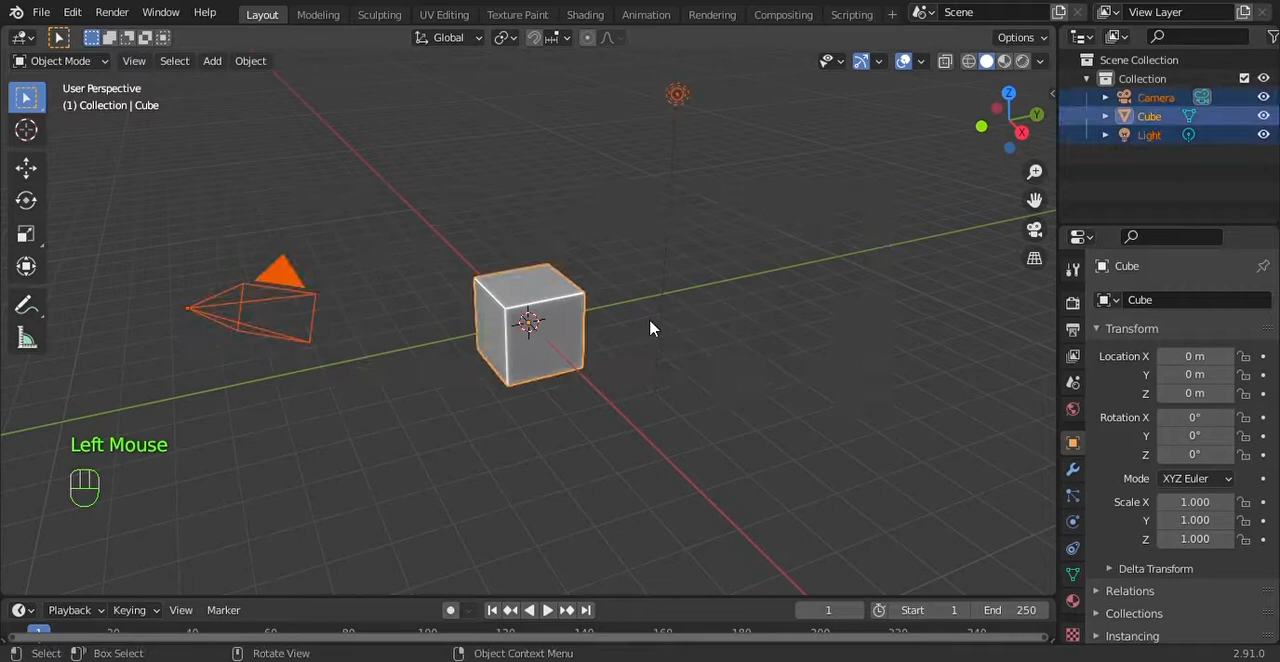 File Edit Render Window Help Layout Modeling Sculpting UV Editing Texture Paint Shading Animation Rendering Compositing Scripting + Scene View Layer
Global Options
Object Mode View Select Add Object
User Perspective
(1) Collection | Cube
Z
Y
X
Left Mouse
Scene Collection
Collection
Camera
Cube
Light
Cube
Cube
Transform
Location X 0 m
Y 0 m
Z 0 m
Rotation X 0°
Y 0°
Z 0°
Mode XYZ Euler
Scale X 1.000
Y 1.000
Z 1.000
Delta Transform
Relations
Collections
Instancing
Playback Keying View Marker 1 Start 1 End 250
1
Select Box Select Rotate View Object Context Menu 2.91.0